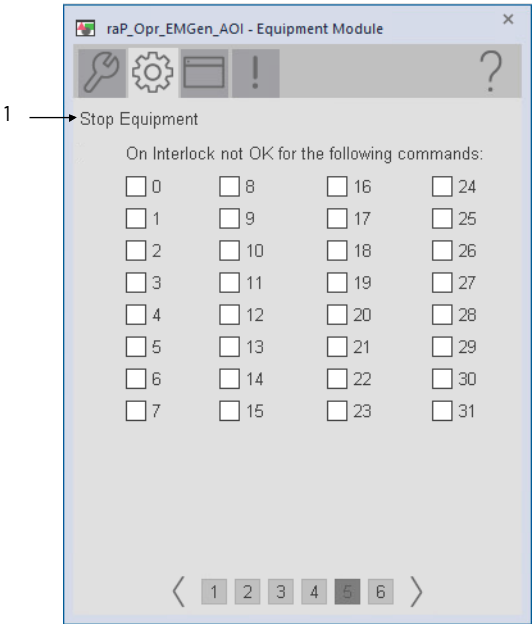 raP_Opr_EMGen_AOI - Equipment Module
1
Stop Equipment
On Interlock not OK for the following commands:
0 8 16 24
1 9 17 25
2 10 18 26
3 11 19 27
4 12 20 28
5 13 21 29
6 14 22 30
7 15 23 31
1 2 3 4 5 6